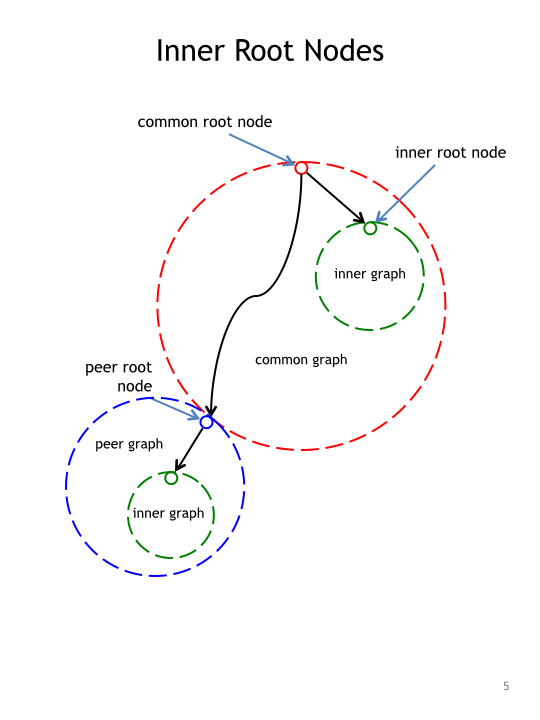 Inner Root Nodes
common root node
inner root node
inner graph
common graph
peer root
node
peer graph
inner graph
5